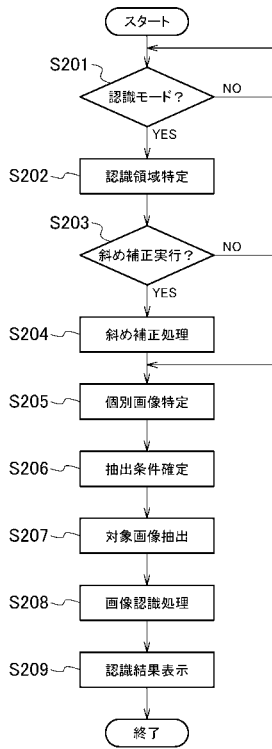 スタート
S201
認識モード?
NO
YES
S202
認識領域特定
S203
斜め補正実行?
NO
YES
S204
斜め補正処理
S205
個別画像特定
S206
抽出条件確定
S207
対象画像抽出
S208
画像認識処理
S209
認識結果表示
終了